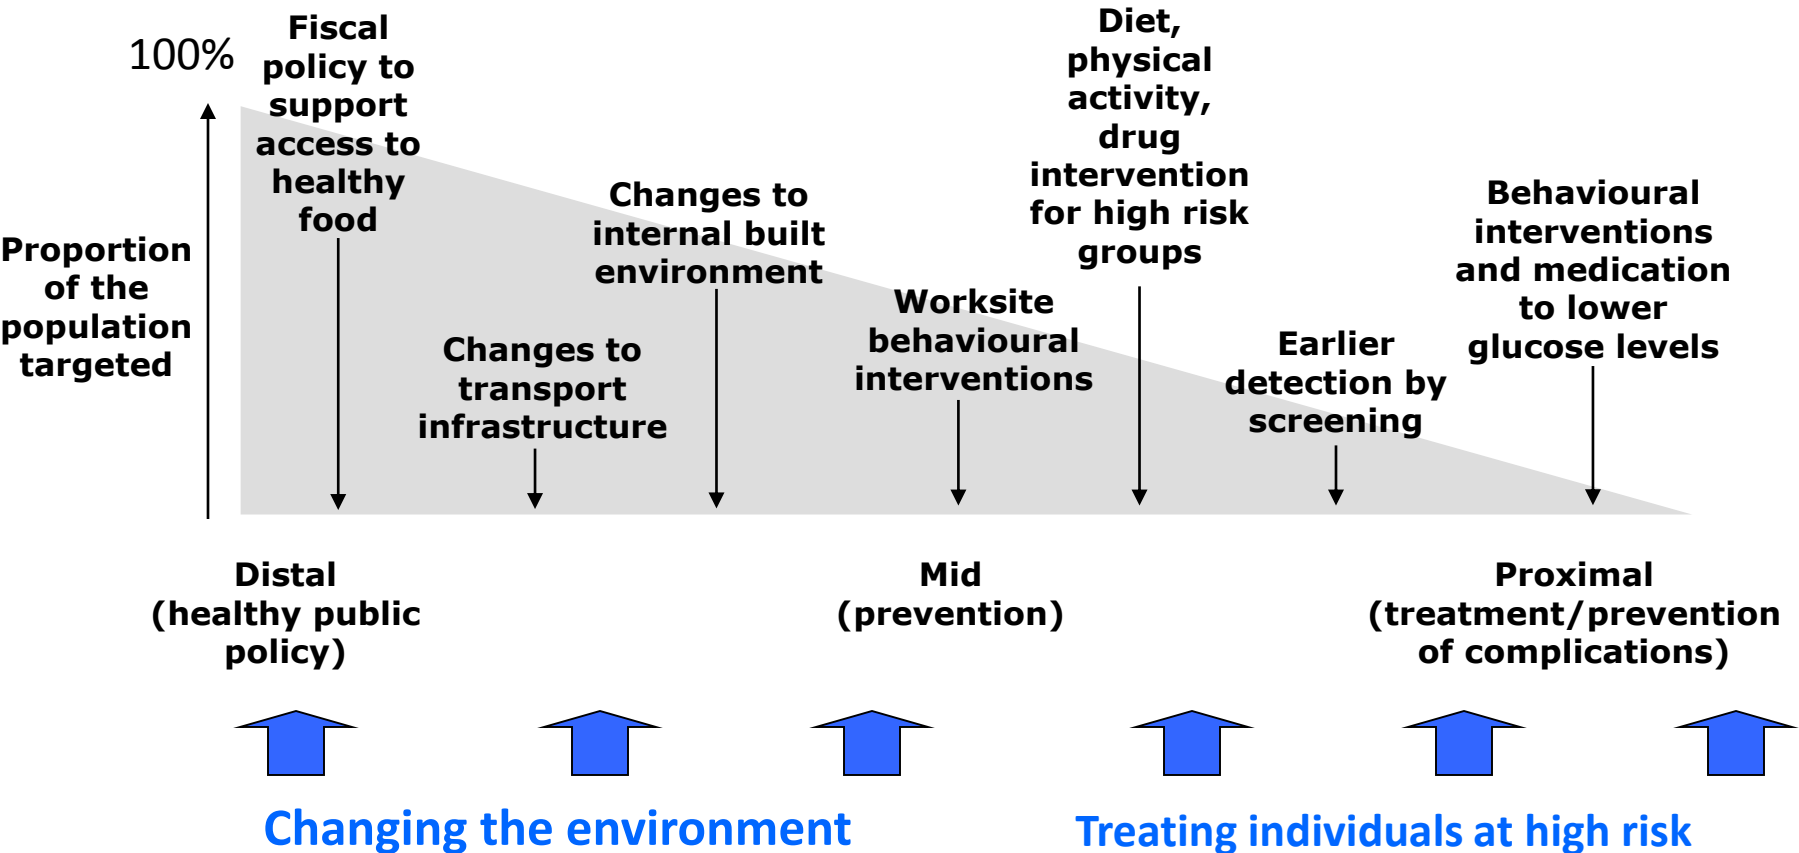 100%
Fiscal
policy to
support
access to
healthy
food
Diet,
physical
activity,
drug
intervention
for high risk
groups
Changes to
internal built
environment
Behavioural
interventions
and medication
to lower
glucose levels
Proportion
of the
population
targeted
Worksite
behavioural
interventions
Changes to
transport
infrastructure
Earlier
detection by
screening
Distal
(healthy public
policy)
Mid
(prevention)
Proximal
(treatment/prevention
of complications)
Changing the environment
Treating individuals at high risk